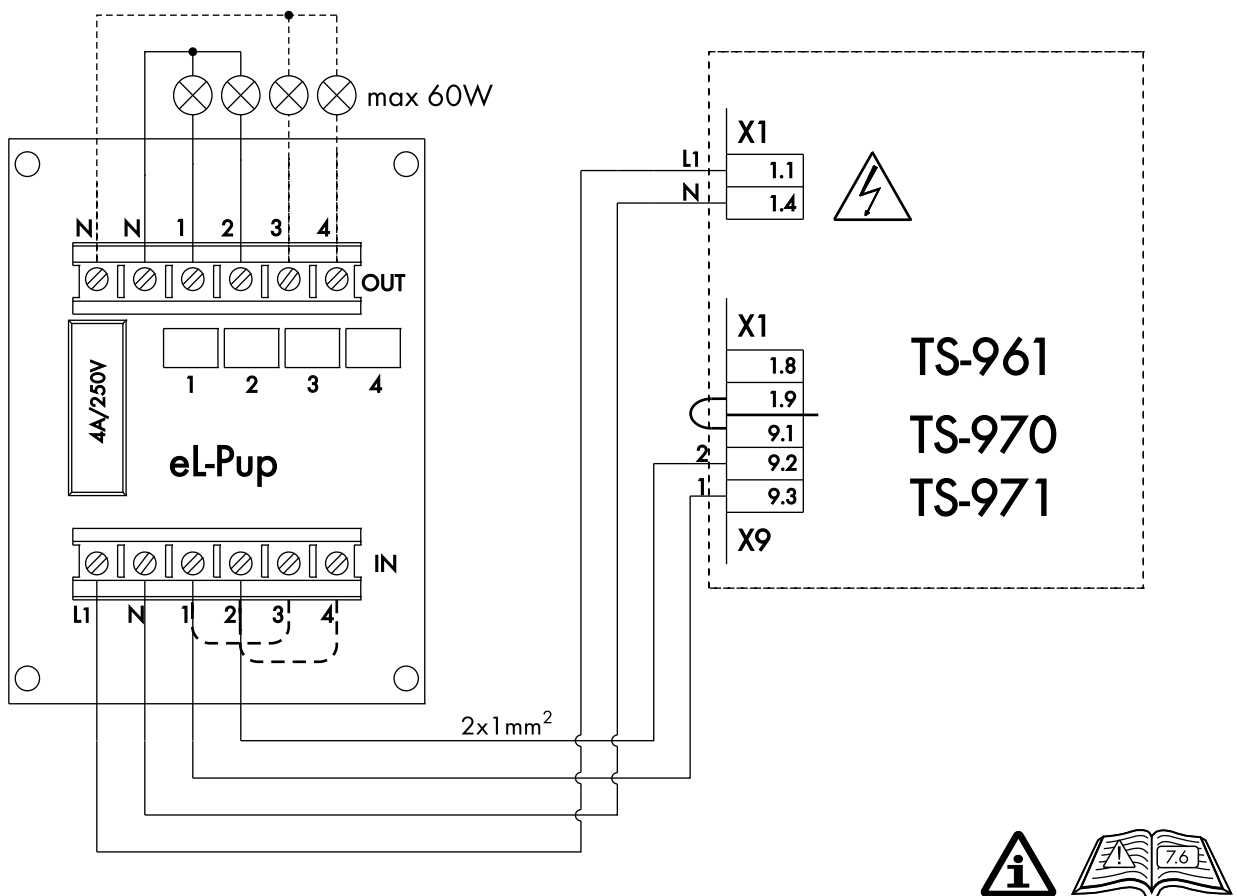 max 60W
N N 1 2 3 4
OUT
4A/250V
1 2 3 4
eL-Pup
IN
L1 N 1 2 3 4
2x1mm²
L1
N
X1
1.1
1.4
X1
1.8
1.9
9.1
2 9.2
1 9.3
X9
TS-961
TS-970
TS-971
i
! 7.6